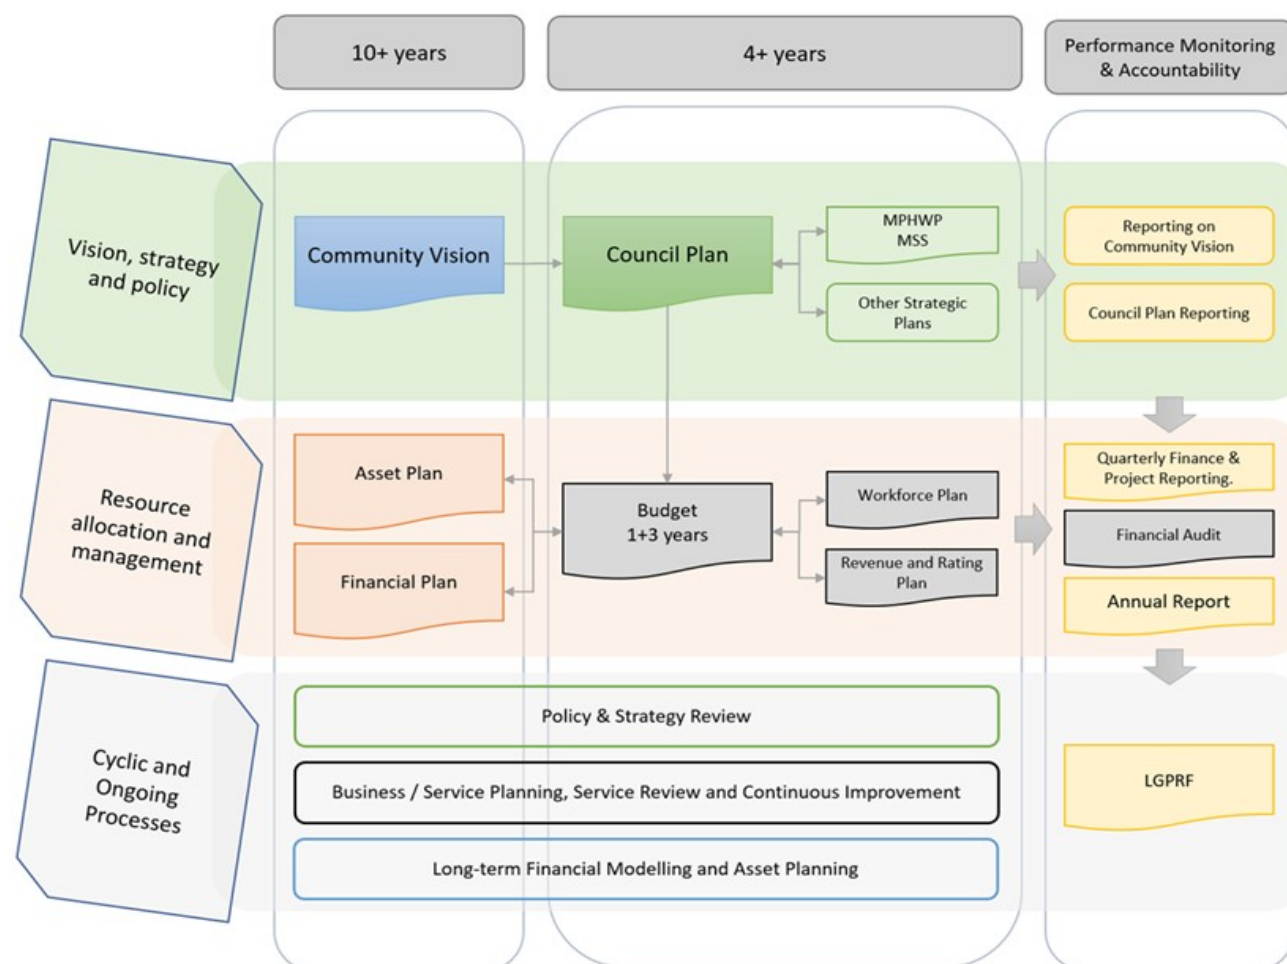 10+ years
4+ years
Performance Monitoring
& Accountability
Vision, strategy
and policy
Community Vision
Council Plan
MPHWP
MSS
Other Strategic
Plans
Reporting on
Community Vision
Council Plan Reporting
Resource
allocation and
management
Asset Plan
Financial Plan
Budget
1+3 years
Workforce Plan
Revenue and Rating
Plan
Quarterly Finance &
Project Reporting.
Financial Audit
Annual Report
Cyclic and
Ongoing
Processes
Policy & Strategy Review
Business / Service Planning, Service Review and Continuous Improvement
Long-term Financial Modelling and Asset Planning
LGPRF